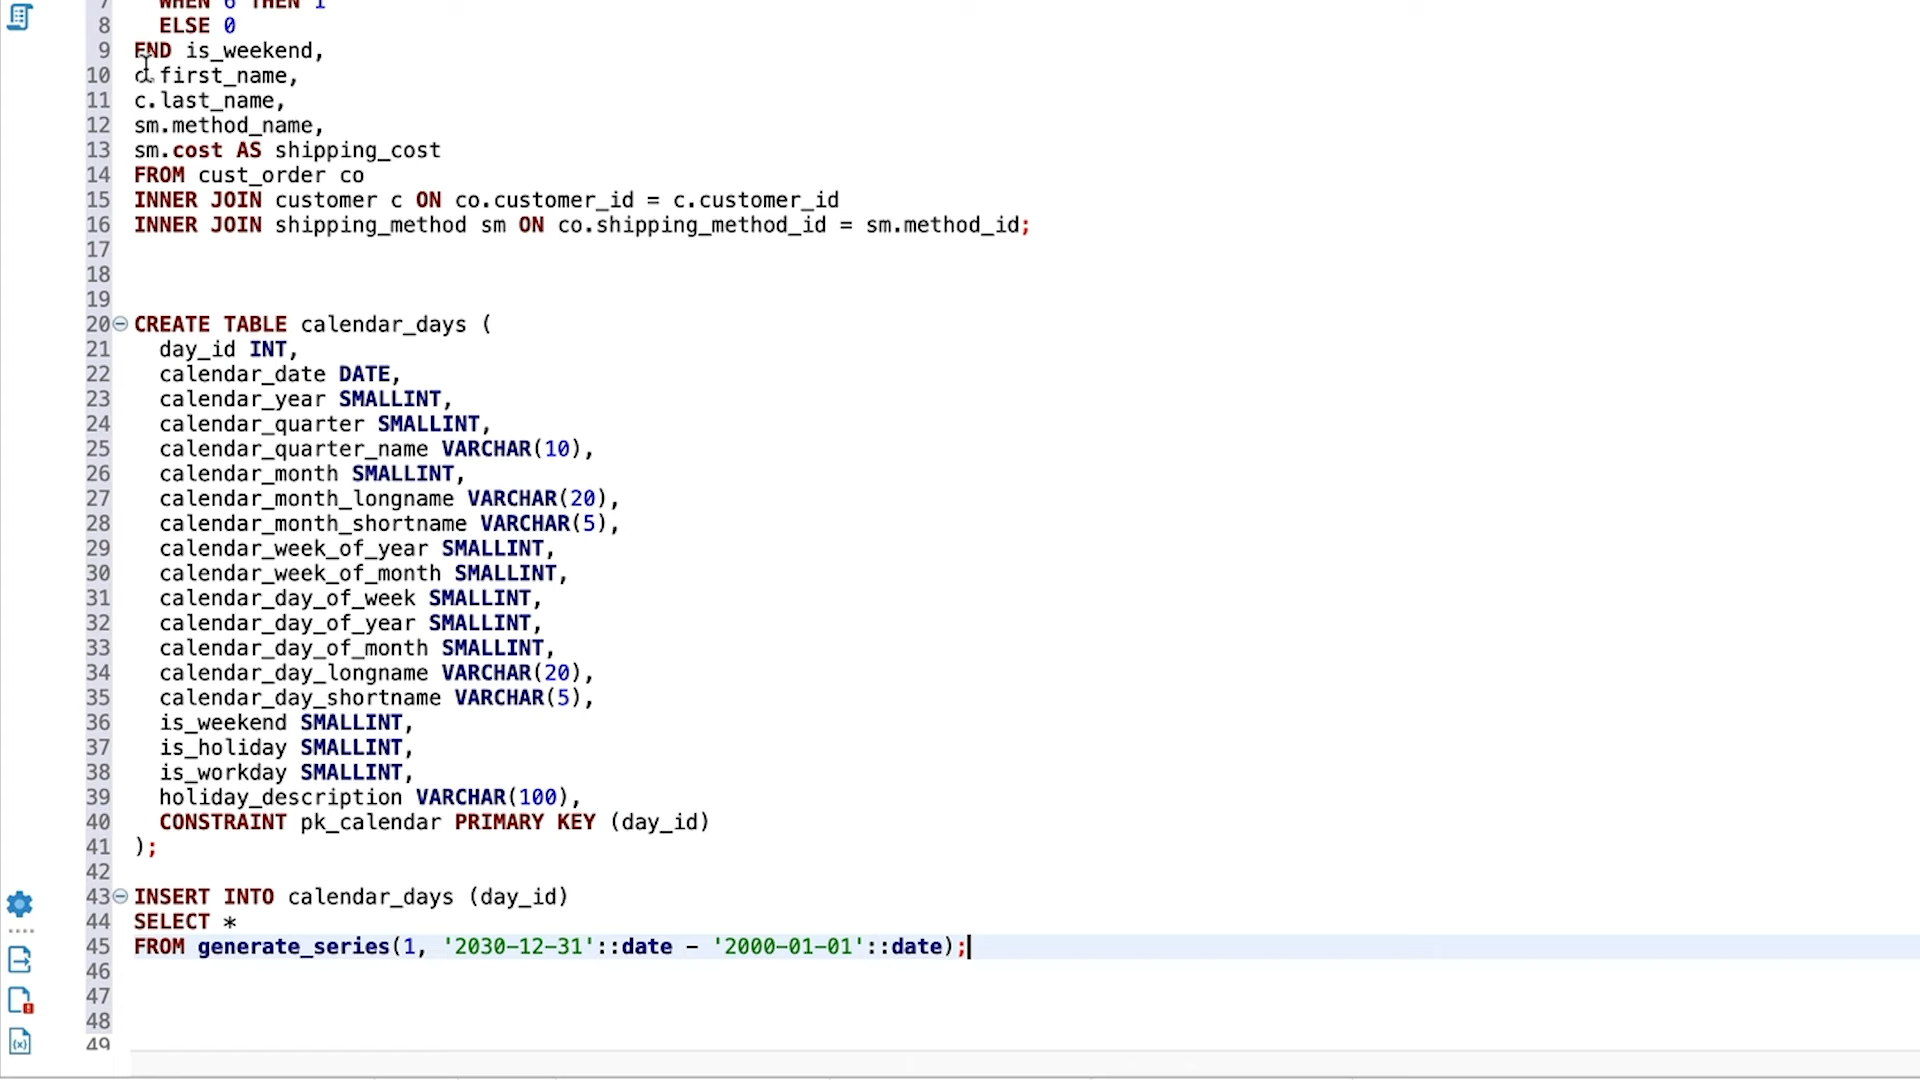 7 WHEN 6 THEN 1
8 ELSE 0
9 END is_weekend,
10 c.first_name,
11 c.last_name,
12 sm.method_name,
13 sm.cost AS shipping_cost
14 FROM cust_order co
15 INNER JOIN customer c ON co.customer_id = c.customer_id
16 INNER JOIN shipping_method sm ON co.shipping_method_id = sm.method_id;
17
18
19
20 CREATE TABLE calendar_days (
21 day_id INT,
22 calendar_date DATE,
23 calendar_year SMALLINT,
24 calendar_quarter SMALLINT,
25 calendar_quarter_name VARCHAR(10),
26 calendar_month SMALLINT,
27 calendar_month_longname VARCHAR(20),
28 calendar_month_shortname VARCHAR(5),
29 calendar_week_of_year SMALLINT,
30 calendar_week_of_month SMALLINT,
31 calendar_day_of_week SMALLINT,
32 calendar_day_of_year SMALLINT,
33 calendar_day_of_month SMALLINT,
34 calendar_day_longname VARCHAR(20),
35 calendar_day_shortname VARCHAR(5),
36 is_weekend SMALLINT,
37 is_holiday SMALLINT,
38 is_workday SMALLINT,
39 holiday_description VARCHAR(100),
40 CONSTRAINT pk_calendar PRIMARY KEY (day_id)
41 );
42
43 INSERT INTO calendar_days (day_id)
44 SELECT *
45 FROM generate_series(1, '2030-12-31'::date - '2000-01-01'::date);
46
47
48
49